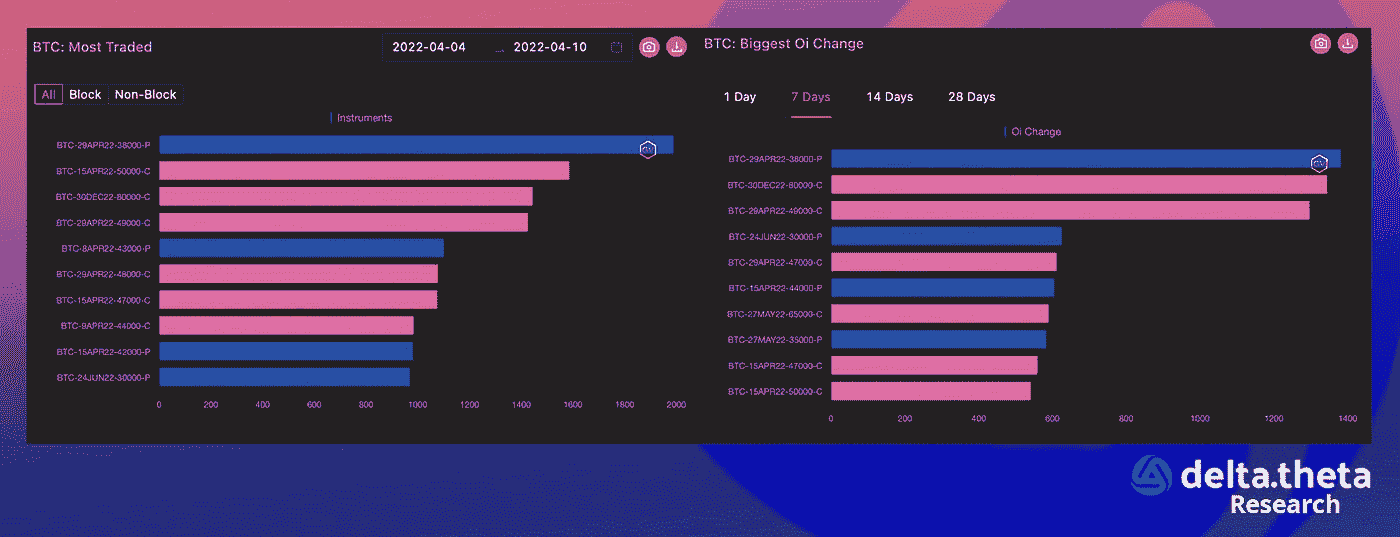 BTC: Most Traded
2022-04-04
2022-04-10
All Block Non-Block
Instruments
BTC-29APR22-38000-P
BTC-15APR22-50000-C
BTC-30DEC22-80000-C
BTC-29APR22-49000-C
BTC-8APR22-43000-P
BTC-29APR22-48000-C
BTC-15APR22-47000-C
BTC-9APR22-44000-C
BTC-15APR22-42000-P
BTC-24JUN22-30000-P
0 200 400 600 800 1000 1200 1400 1600 1800 2000
BTC: Biggest Oi Change
1 Day 7 Days 14 Days 28 Days
Oi Change
BTC-29APR22-38000-P
BTC-30DEC22-80000-C
BTC-29APR22-49000-C
BTC-24JUN22-30000-P
BTC-29APR22-47000-C
BTC-15APR22-44000-P
BTC-27MAY22-65000-C
BTC-27MAY22-35000-P
BTC-15APR22-47000-C
BTC-15APR22-50000-C
0 200 400 600 800 1000 1200 1400
delta.theta
Research